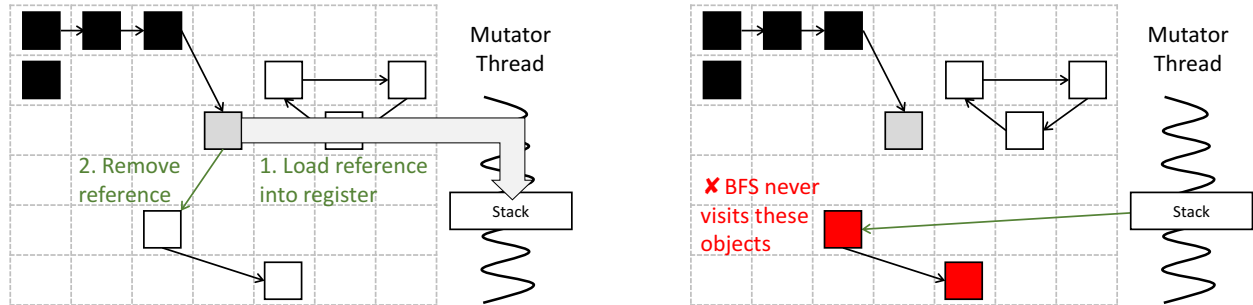 Mutator
Thread
2. Remove
reference
1. Load reference
into register
Stack
Mutator
Thread
✘ BFS never
visits these
objects
Stack